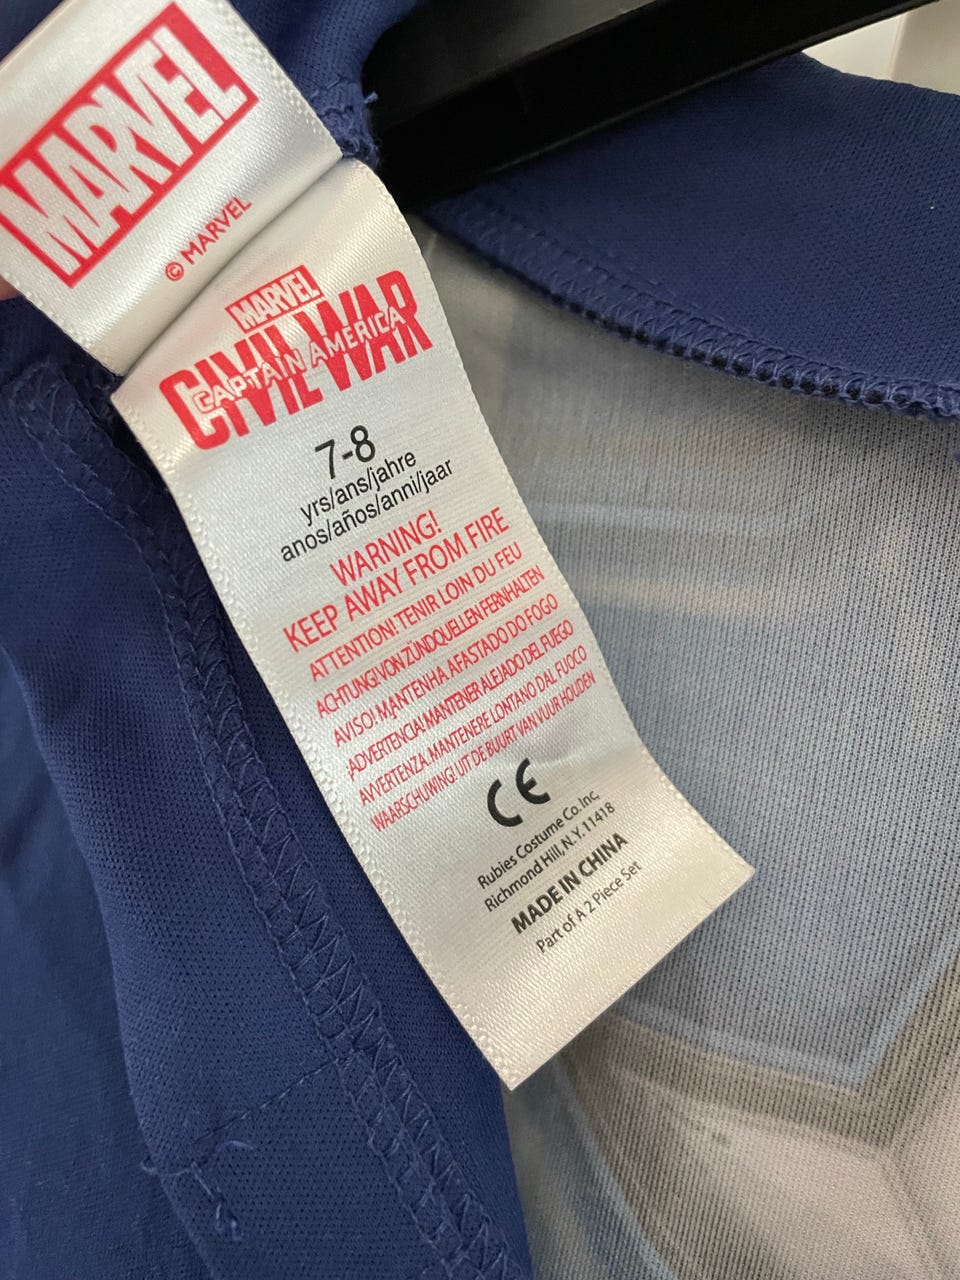 MARVEL
© MARVEL
MARVEL
CAPTAIN AMERICA
CIVIL WAR
7-8
yrs/ans/jahre
anos/años/anni/jaar
WARNING!
KEEP AWAY FROM FIRE
ATTENTION! TENIR LOIN DU FEU
ACHTUNG! VON ZÜNDQUELLEN FERNHALTEN
AVISO! MANTENHA AFASTADO DO FOGO
¡ADVERTENCIA! MANTENER ALEJADO DEL FUEGO
AVVERTENZA. MANTENERE LONTANO DAL FUOCO
WAARSCHUWING! UIT DE BUURT VAN VUUR HOUDEN
CE
Rubies Costume Co. Inc.
Richmond Hill, N.Y. 11418
MADE IN CHINA
Part of A 2 Piece Set